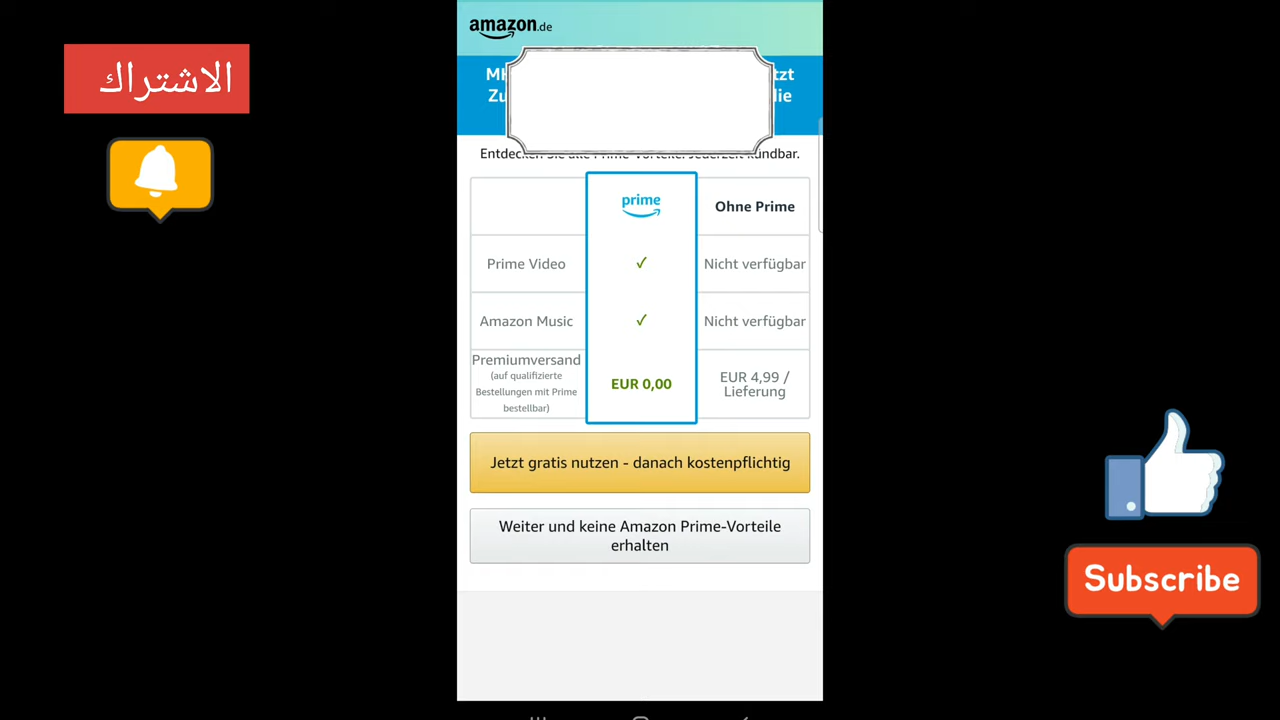 الاشتراك
amazon.de
Entdecken Sie alle Prime-Vorteile. Jederzeit kündbar.
prime
Ohne Prime
Prime Video
✓
Nicht verfügbar
Amazon Music
✓
Nicht verfügbar
Premiumversand
(auf qualifizierte
Bestellungen mit Prime
bestellbar)
EUR 0,00
EUR 4,99 /
Lieferung
Jetzt gratis nutzen - danach kostenpflichtig
Weiter und keine Amazon Prime-Vorteile
erhalten
Subscribe